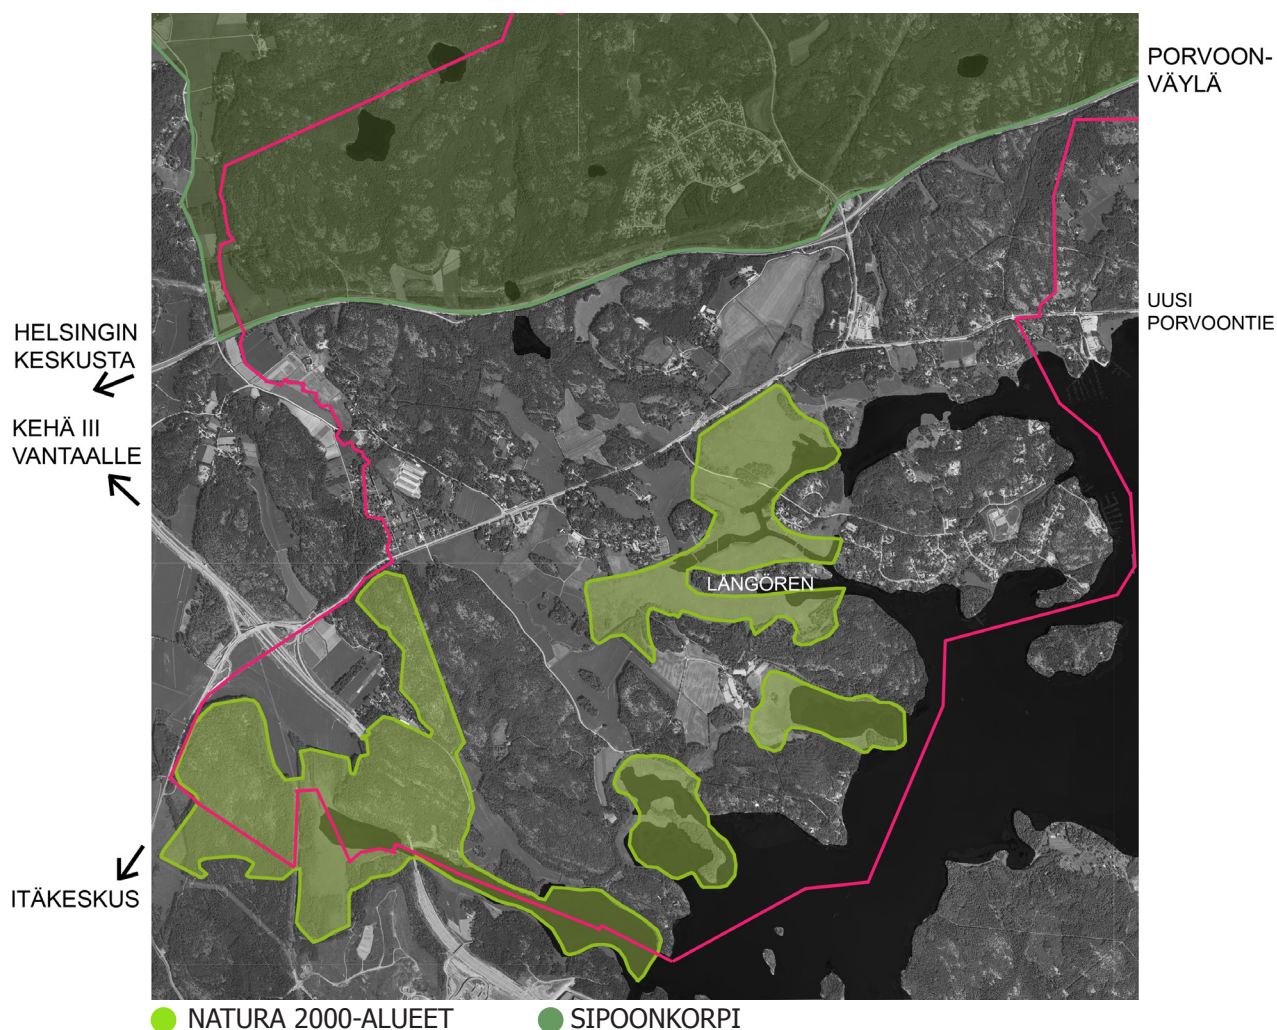 PORVOON-
VÄYLÄ
UUSI
PORVOONTIE
HELSINGIN
KESKUSTA
KEHÄ III
VANTAALLE
LÅNGÖREN
ITÄKESKUS
NATURA 2000-ALUEET
SIPOONKORPI